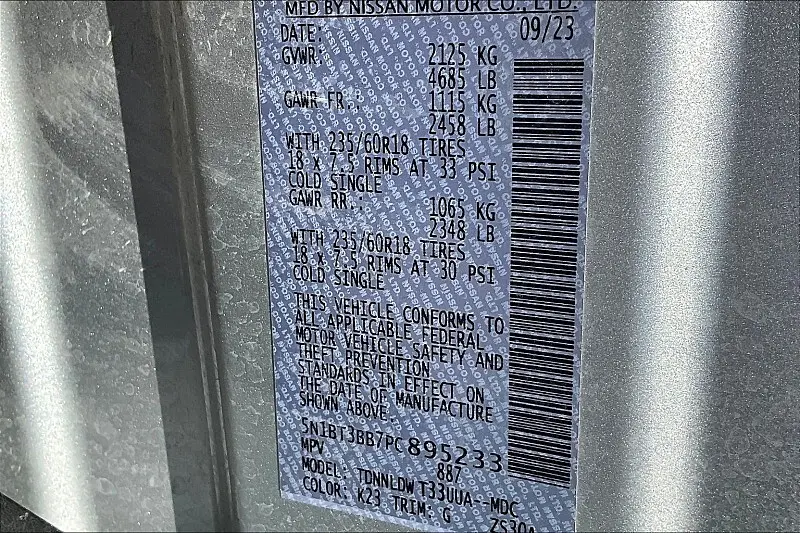 MFD BY NISSAN MOTOR CO., LTD.
DATE: 09/23
GVWR: 2125 KG
4685 LB
GAWR FR.: 1115 KG
2458 LB
WITH 235/60R18 TIRES
18 x 7.5 RIMS AT 33 PSI
COLD SINGLE
GAWR RR.: 1065 KG
2348 LB
WITH 235/60R18 TIRES
18 x 7.5 RIMS AT 30 PSI
COLD SINGLE
THIS VEHICLE CONFORMS TO
ALL APPLICABLE FEDERAL
MOTOR VEHICLE SAFETY AND
THEFT PREVENTION
STANDARDS IN EFFECT ON
THE DATE OF MANUFACTURE
SHOWN ABOVE.
5N1BT3BB7PC895233
MPV 887
MODEL: TDNNLDWT33UUA--MDC
COLOR: K23 TRIM: G
ZS30A